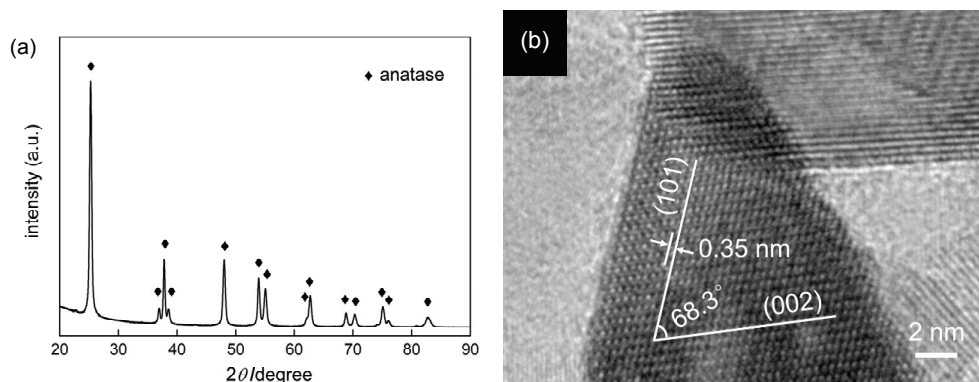 (a)
♦ anatase
intensity (a.u.)
20 30 40 50 60 70 80 90
2θ/degree
(b)
(101)
0.35 nm
68.3°
(002)
2 nm